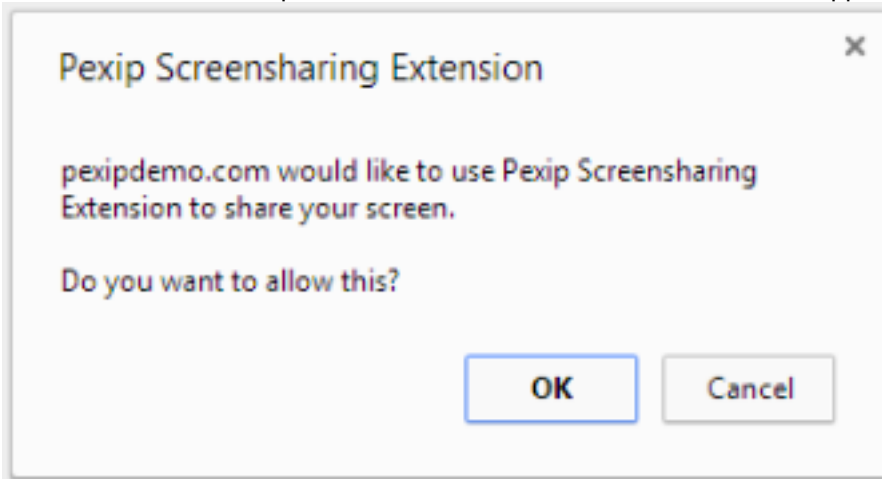 Pexip Screensharing Extension
pexipdemo.com would like to use Pexip Screensharing
Extension to share your screen.
Do you want to allow this?
OK
Cancel